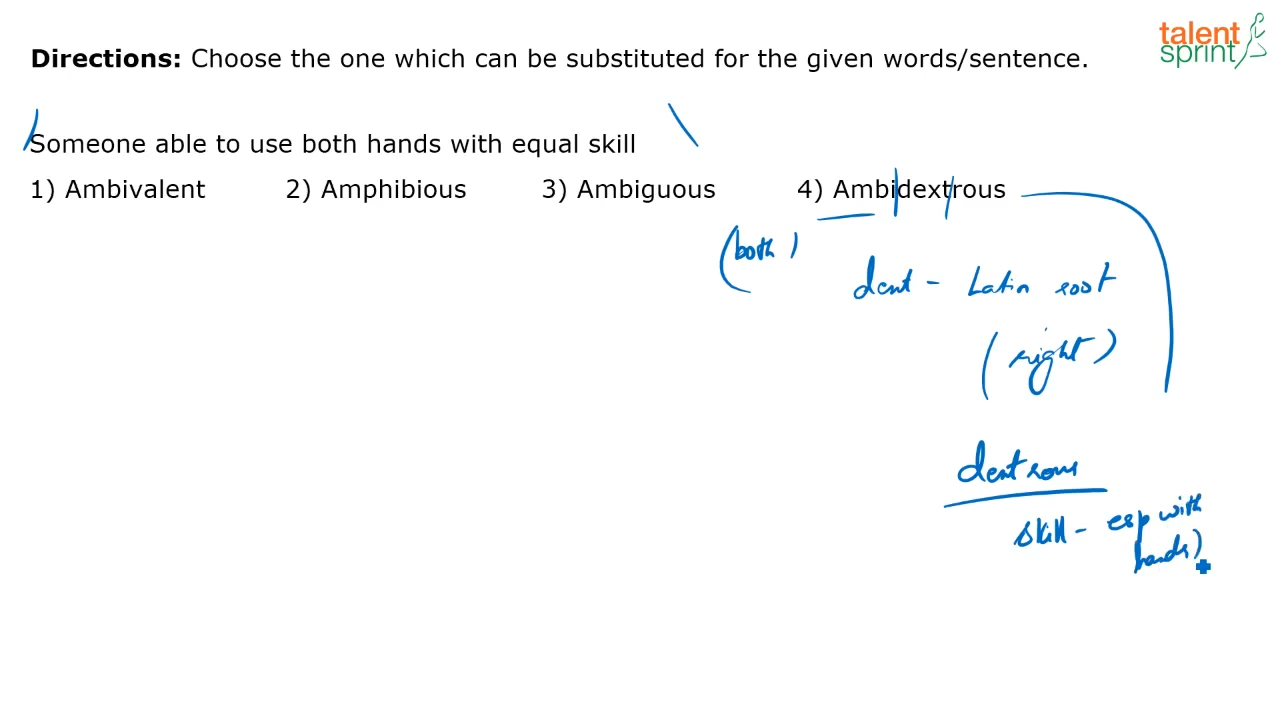 talent
sprint
Directions: Choose the one which can be substituted for the given words/sentence.
Someone able to use both hands with equal skill
1) Ambivalent 2) Amphibious 3) Ambiguous 4) Ambidextrous
(both)
dext - Latin root
(right)
dextrous
skill - esp with
hands)